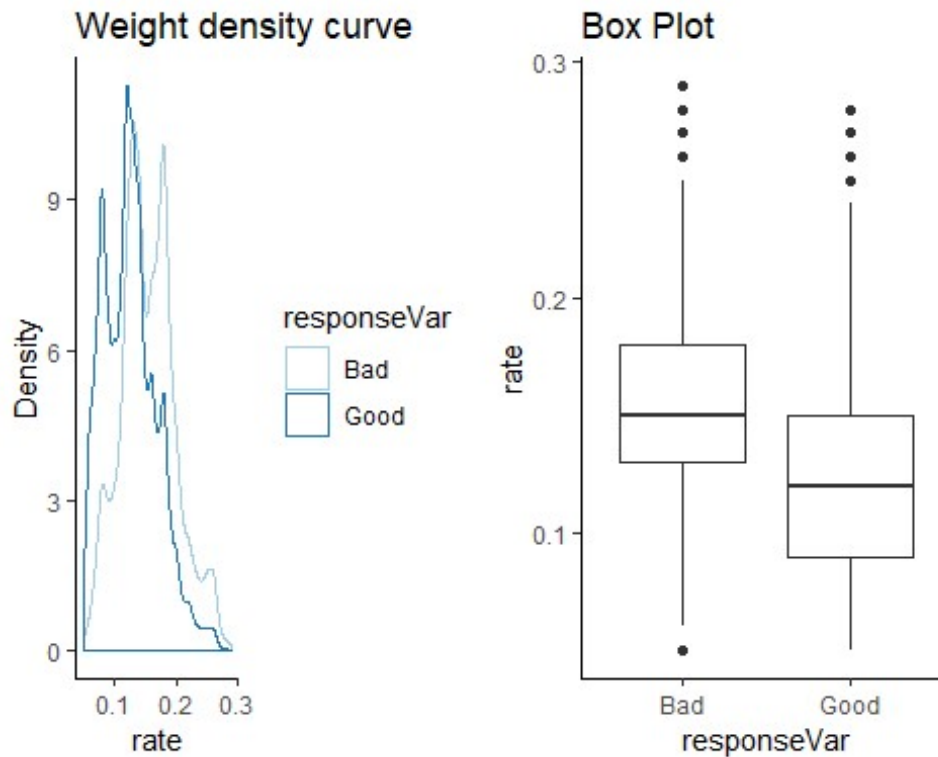 Weight density curve
9
6
3
0
Density
0.1 0.2 0.3
rate
responseVar
Bad
Good
Box Plot
0.3
0.2
0.1
rate
Bad Good
responseVar